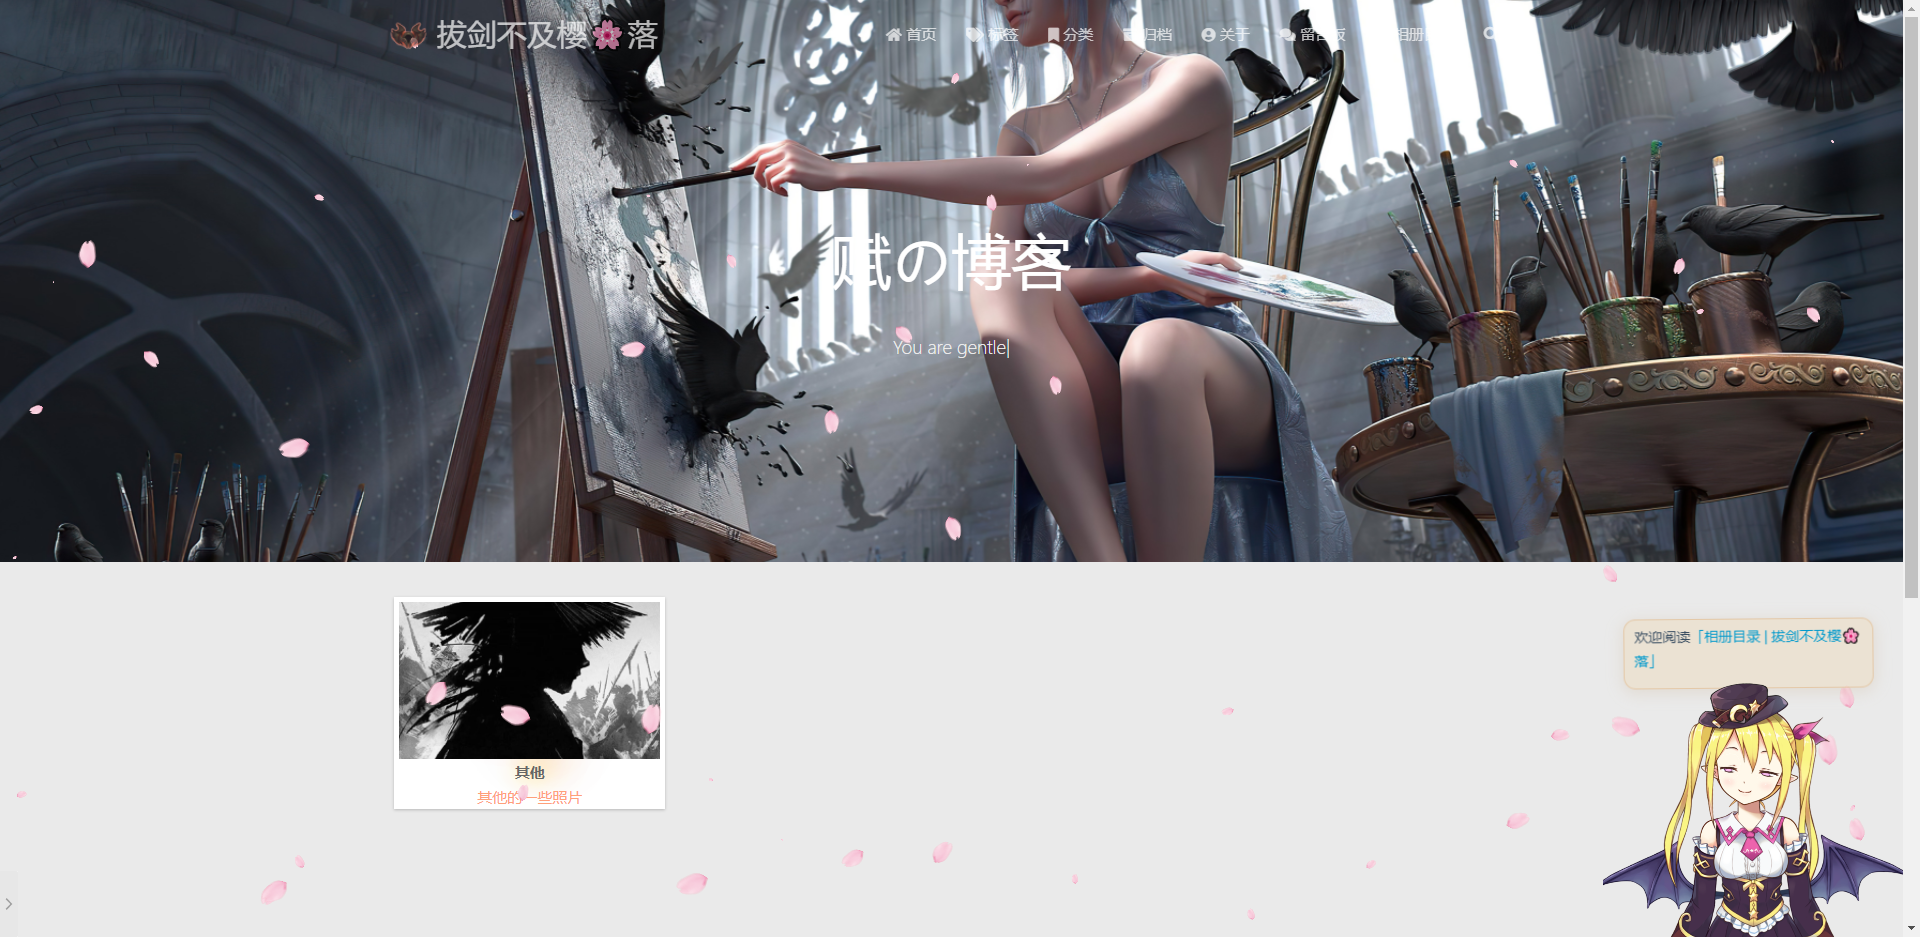 拔剑不及樱🌸落
首页 标签 分类 归档 关于 留言板 相册
赋の博客
You are gentle
欢迎阅读「相册目录 | 拔剑不及樱🌸
落」
其他
其他的一些照片